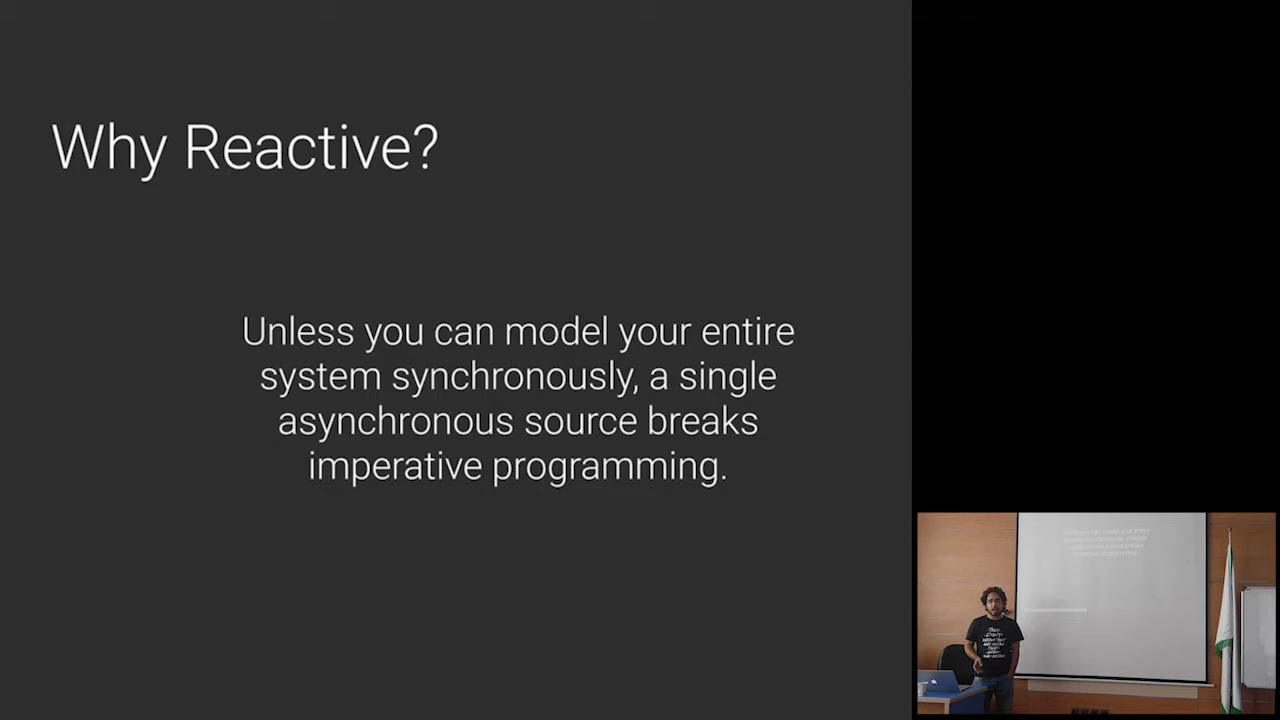 Why Reactive?
Unless you can model your entire
system synchronously, a single
asynchronous source breaks
imperative programming.